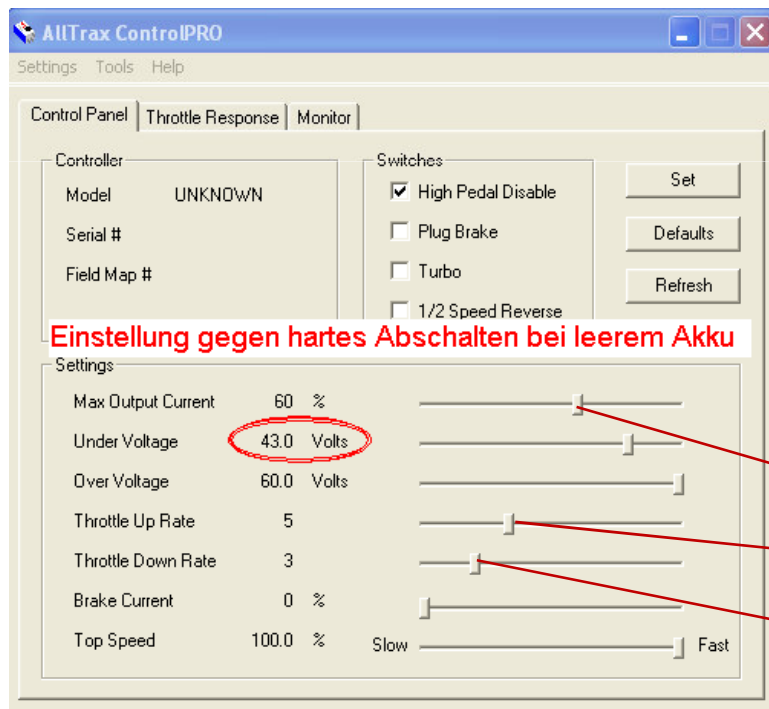 AllTrax ControlPRO
Settings Tools Help
Control Panel Throttle Response Monitor
Controller
Model UNKNOWN
Serial #
Field Map #
Switches
High Pedal Disable
Plug Brake
Turbo
1/2 Speed Reverse
Set
Defaults
Refresh
Einstellung gegen hartes Abschalten bei leerem Akku
Settings
Max Output Current 60 %
Under Voltage 43.0 Volts
Over Voltage 60.0 Volts
Throttle Up Rate 5
Throttle Down Rate 3
Brake Current 0 %
Top Speed 100.0 % Slow Fast